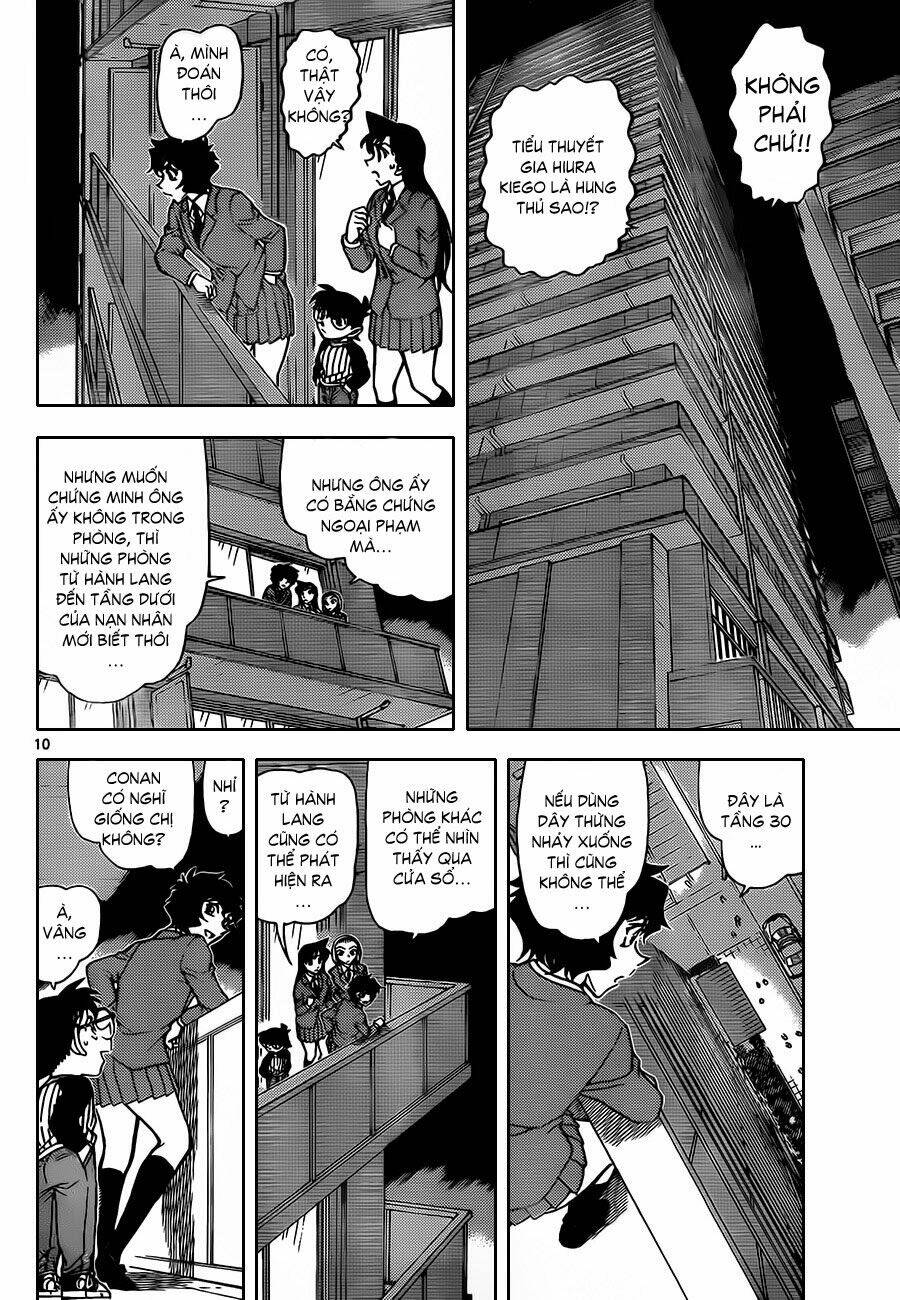 KHÔNG
PHẢI
CHỨ!!
TIỂU THUYẾT
GIA HIURA
KIEGO LÀ HUNG
THỦ SAO!?
CÓ,
THẬT
VẬY
KHÔNG?
À, MÌNH
ĐOÁN
THÔI
...
NHƯNG ÔNG ẤY
CÓ BẰNG CHỨNG
NGOẠI PHẠM
MÀ...
NHƯNG MUỐN
CHỨNG MINH ÔNG
ẤY KHÔNG TRONG
PHÒNG, THÌ
NHỮNG PHÒNG
TỪ HÀNH LANG
ĐẾN TẦNG DƯỚI
CỦA NẠN NHÂN
MỚI BIẾT THÔI
...
10
ĐÂY LÀ
TẦNG 30
...
NẾU DÙNG
DÂY THỪNG
NHẢY XUỐNG
THÌ CŨNG
KHÔNG THỂ
...
NHỮNG
PHÒNG KHÁC
CÓ THỂ NHÌN
THẤY QUA
CỬA SỔ...
TỪ HÀNH
LANG
CŨNG CÓ
THỂ PHÁT
HIỆN RA
...
NHỈ
?
CONAN
CÓ NGHĨ
GIỐNG CHỊ
KHÔNG?
À,
VÂNG
...